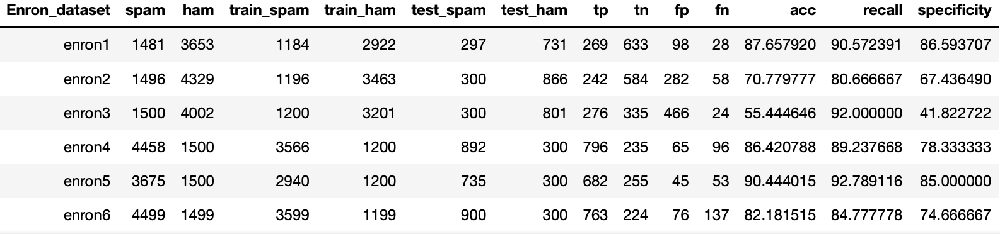 Enron_dataset spam ham train_spam train_ham test_spam test_ham tp tn fp fn acc recall specificity
enron1 1481 3653 1184 2922 297 731 269 633 98 28 87.657920 90.572391 86.593707
enron2 1496 4329 1196 3463 300 866 242 584 282 58 70.779777 80.666667 67.436490
enron3 1500 4002 1200 3201 300 801 276 335 466 24 55.444646 92.000000 41.822722
enron4 4458 1500 3566 1200 892 300 796 235 65 96 86.420788 89.237668 78.333333
enron5 3675 1500 2940 1200 735 300 682 255 45 53 90.444015 92.789116 85.000000
enron6 4499 1499 3599 1199 900 300 763 224 76 137 82.181515 84.777778 74.666667